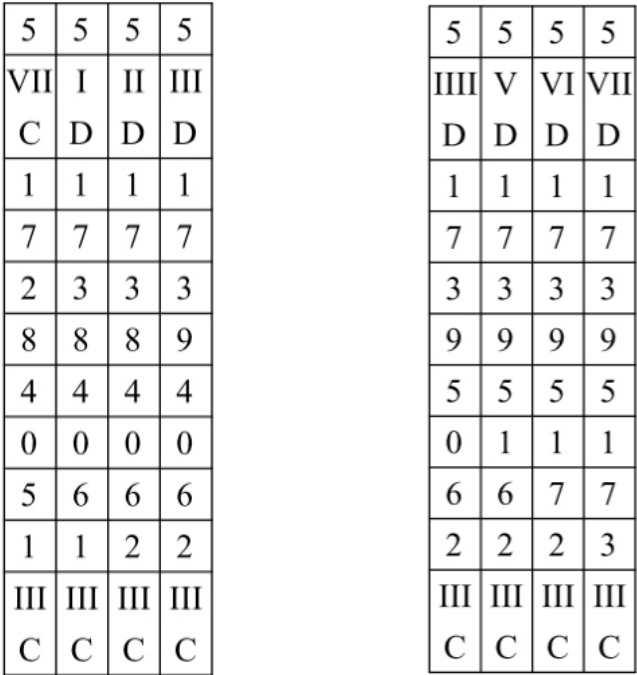 5 5 5 5
VII I II III
C D D D
1 1 1 1
7 7 7 7
2 3 3 3
8 8 8 9
4 4 4 4
0 0 0 0
5 6 6 6
1 1 2 2
III III III III
C C C C
5 5 5 5
IIII V VI VII
D D D D
1 1 1 1
7 7 7 7
3 3 3 3
9 9 9 9
5 5 5 5
0 1 1 1
6 6 7 7
2 2 2 3
III III III III
C C C C